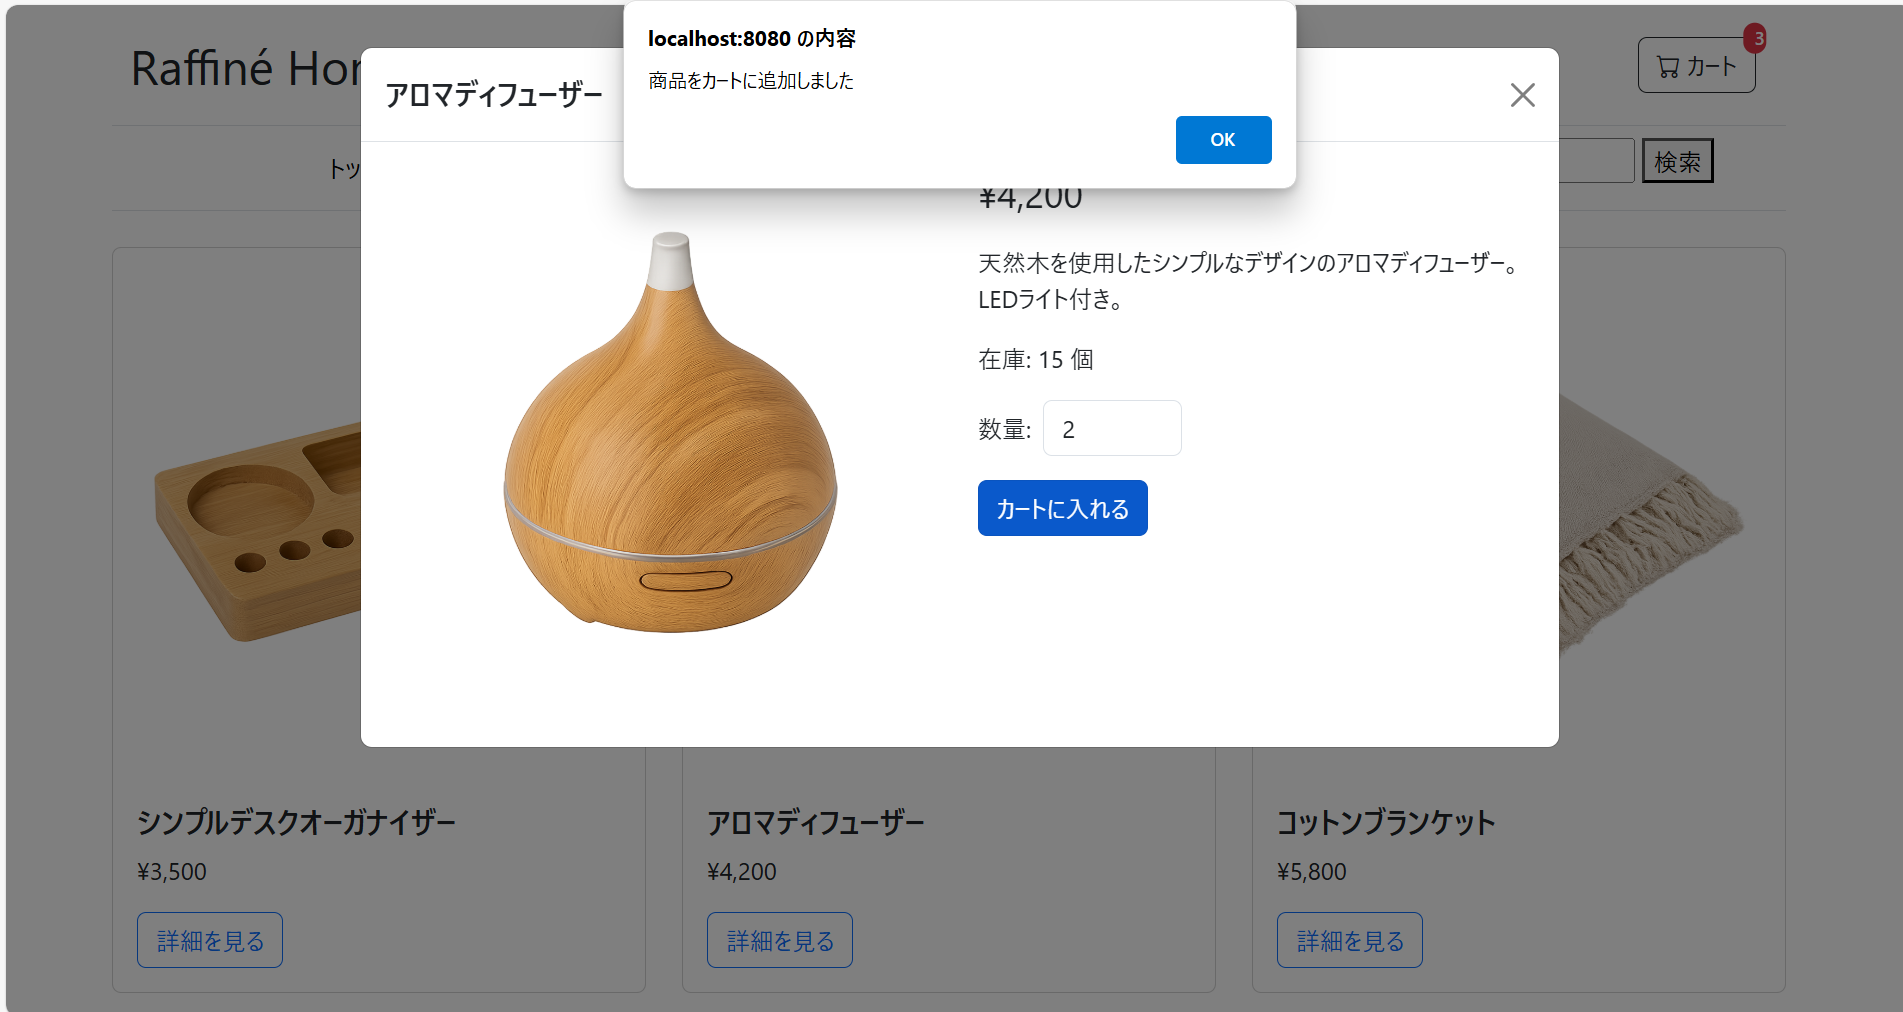 localhost:8080 の内容
商品をカートに追加しました
OK
Raffiné
3
カート
アロマディフューザー
検索
¥4,200
天然木を使用したシンプルなデザインのアロマディフューザー。
LEDライト付き。
在庫: 15 個
数量: 2
カートに入れる
シンプルデスクオーガナイザー
¥3,500
詳細を見る
アロマディフューザー
¥4,200
詳細を見る
コットンブランケット
¥5,800
詳細を見る